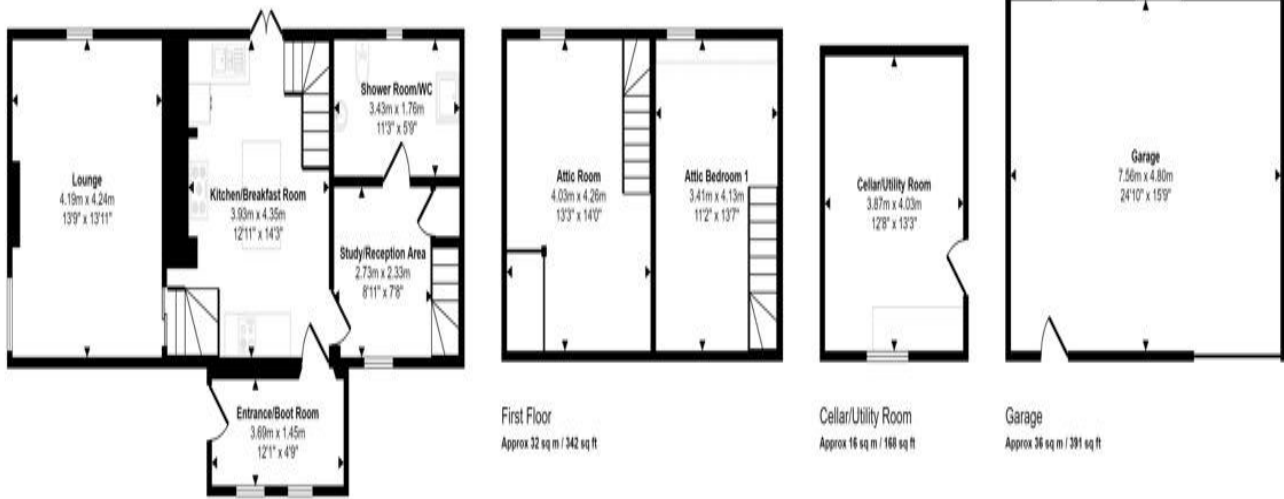 Lounge
4.19m x 4.24m
13'9" x 13'11"
Kitchen/Breakfast Room
3.93m x 4.35m
12'11" x 14'3"
Shower Room/WC
3.43m x 1.76m
11'3" x 5'9"
Study/Reception Area
2.73m x 2.33m
8'11" x 7'8"
Entrance/Boot Room
3.69m x 1.45m
12'1" x 4'9"
Attic Room
4.03m x 4.26m
13'3" x 14'0"
Attic Bedroom 1
3.41m x 4.13m
11'2" x 13'7"
First Floor
Approx 32 sq m / 342 sq ft
Cellar/Utility Room
3.87m x 4.03m
12'8" x 13'3"
Cellar/Utility Room
Approx 16 sq m / 168 sq ft
Garage
7.56m x 4.80m
24'10" x 15'9"
Garage
Approx 36 sq m / 391 sq ft